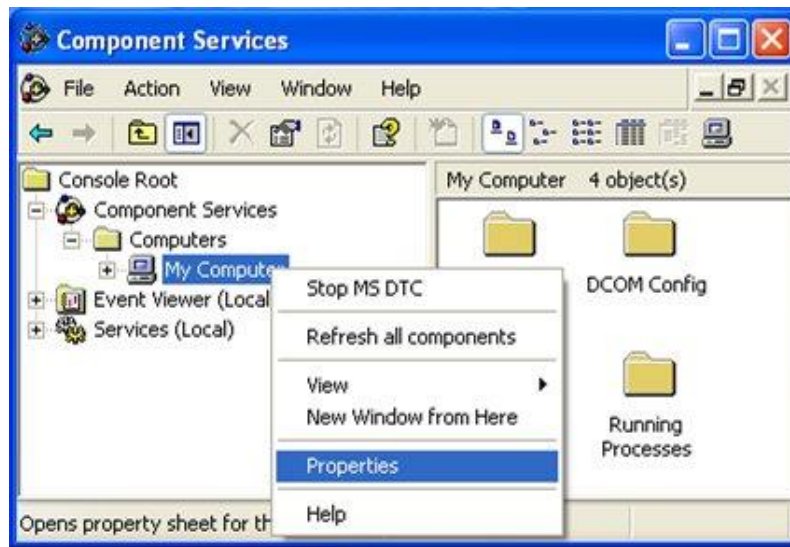 Component Services
File Action View Window Help
Console Root
My Computer 4 object(s)
Component Services
Computers
My Compute
Event Viewer (Local
Services (Local)
Stop MS DTC
Refresh all components
View
New Window from Here
Properties
Help
DCOM Config
Running
Processes
Opens property sheet for th